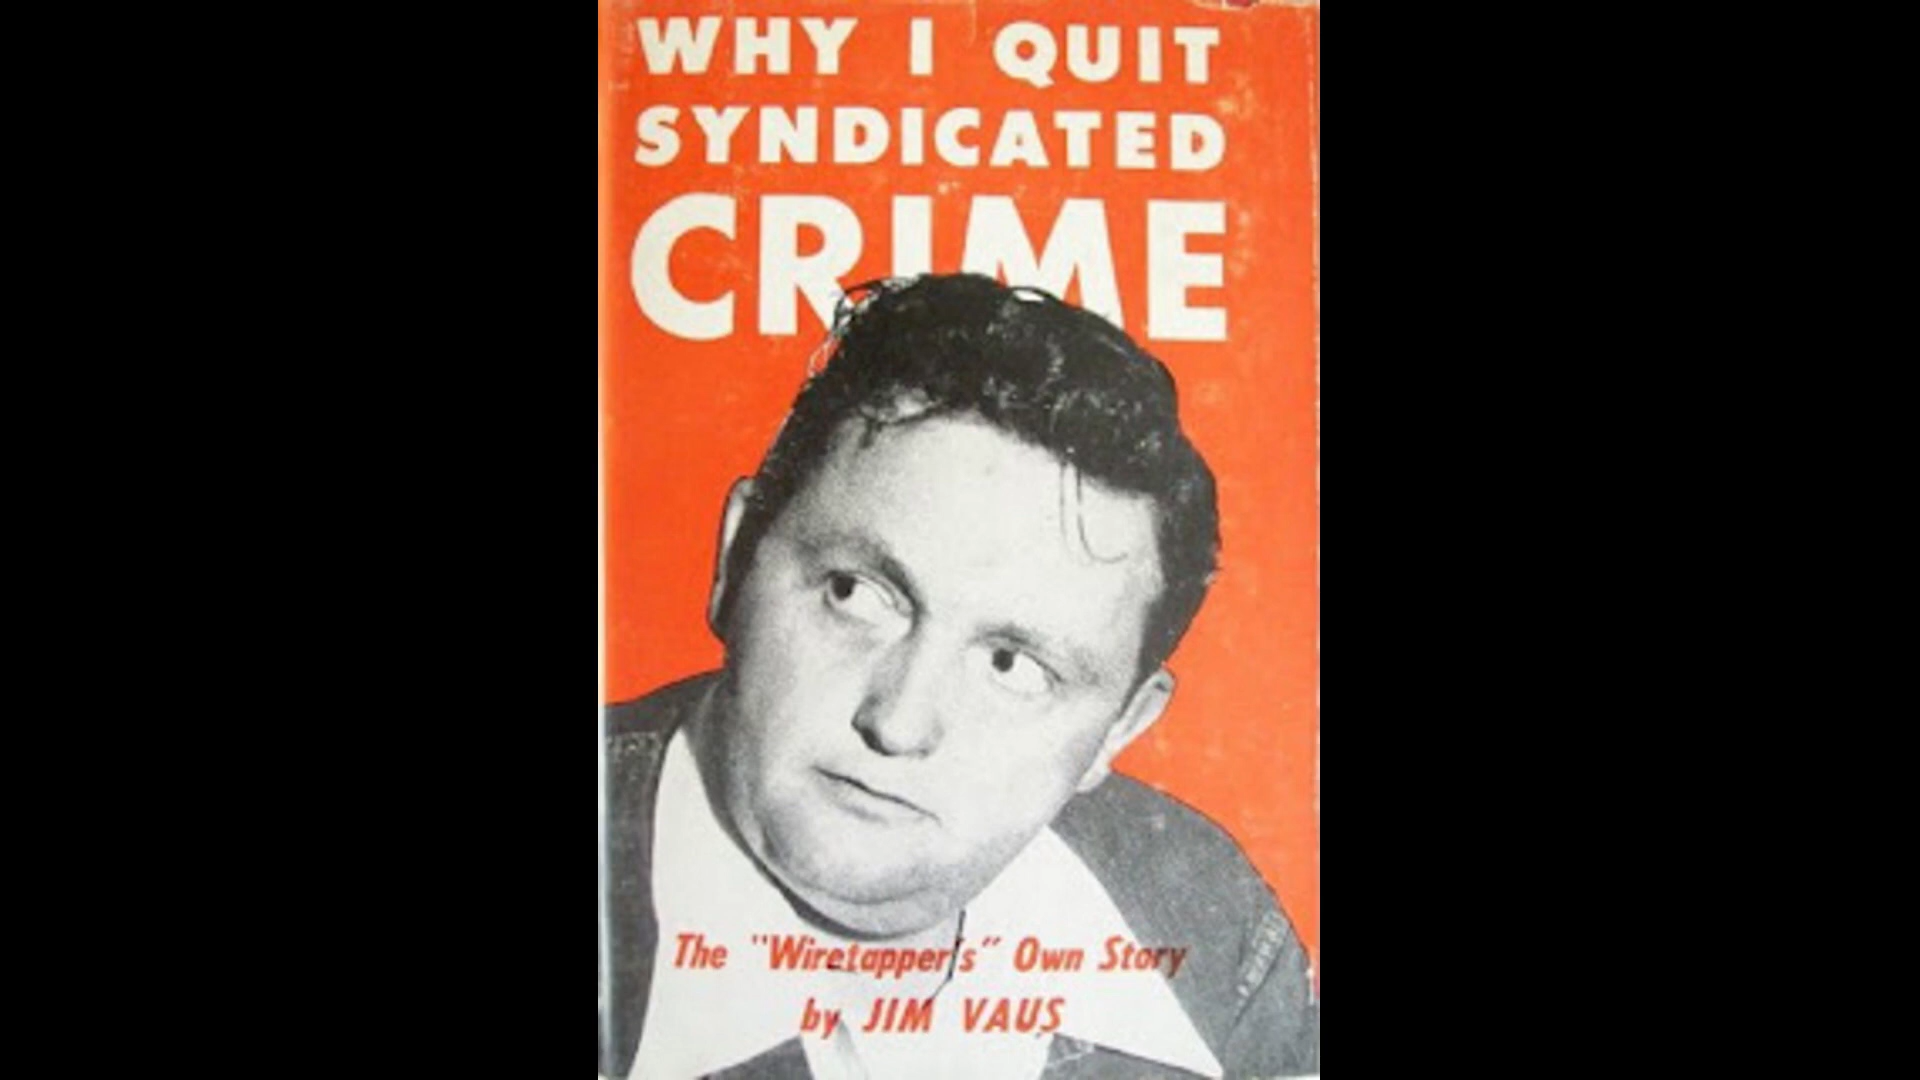 WHY I QUIT
SYNDICATED
CRIME
The "Wiretapper's" Own Story
by JIM VAUS